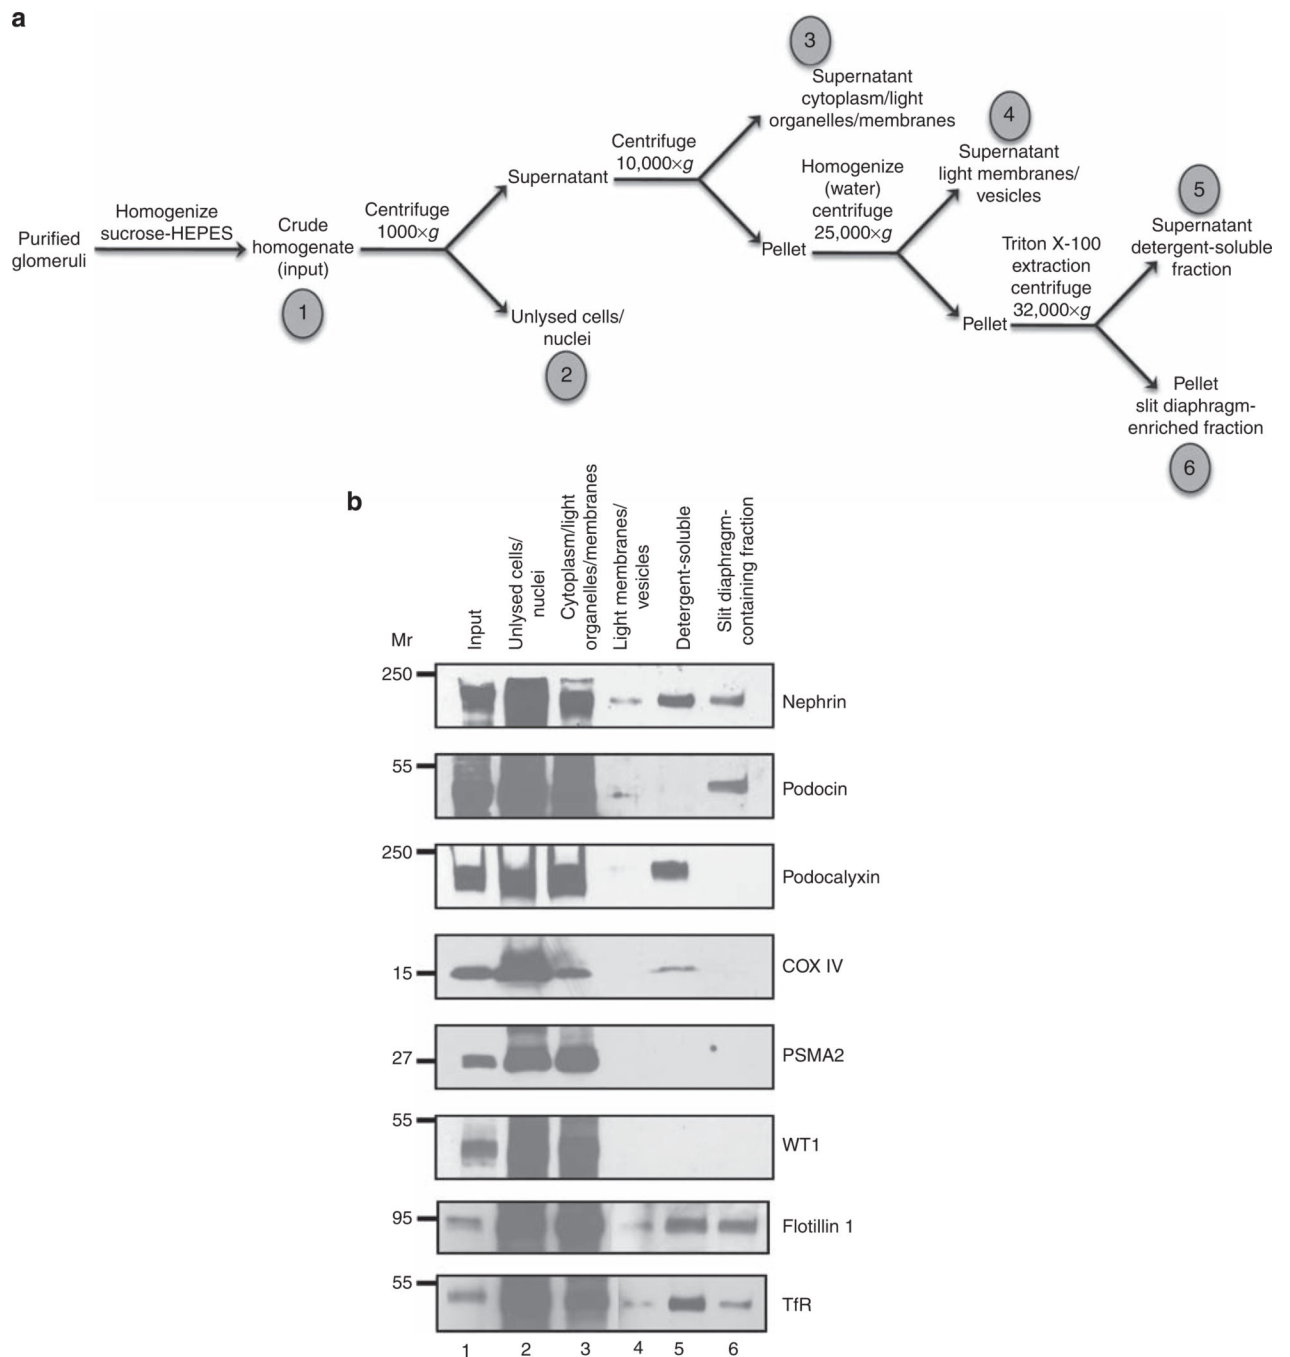 a
3
Supernatant
cytoplasm/light
organelles/membranes
4
Supernatant
light membranes/
vesicles
Centrifuge
10,000×g
Homogenize
(water)
centrifuge
25,000×g
5
Supernatant
detergent-soluble
fraction
Supernatant
Homogenize
sucrose-HEPES
Centrifuge
1000×g
Purified
glomeruli
Crude
homogenate
(input)
1
Pellet
Triton X-100
extraction
centrifuge
32,000×g
Unlysed cells/
nuclei
2
Pellet
Pellet
slit diaphragm-
enriched fraction
6
b
Mr
Input
Unlysed cells/
nuclei
Cytoplasm/light
organelles/membranes
Light membranes/
vesicles
Detergent-soluble
Slit diaphragm-
containing fraction
250
Nephrin
55
Podocin
250
Podocalyxin
15
COX IV
27
PSMA2
55
WT1
95
Flotillin 1
55
TfR
1 2 3 4 5 6